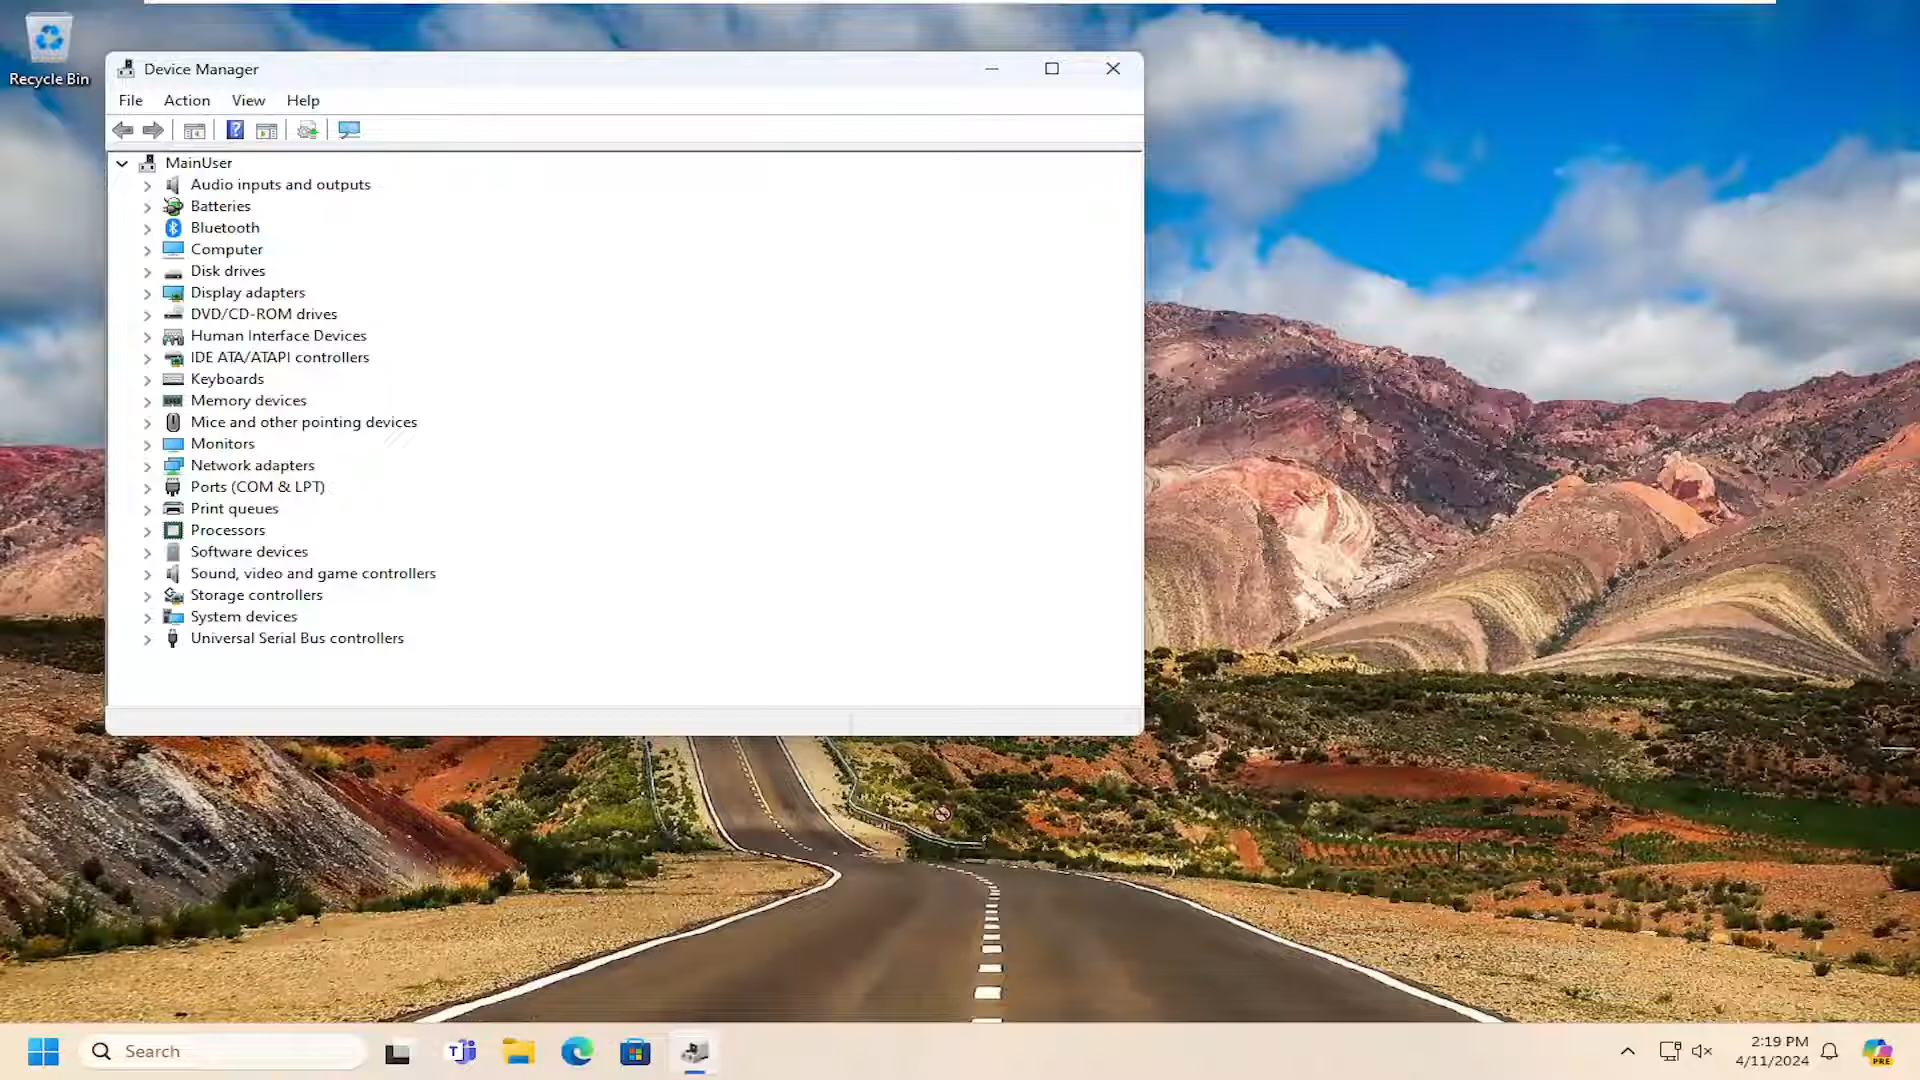 Recycle Bin
Device Manager
File Action View Help
MainUser
Audio inputs and outputs
Batteries
Bluetooth
Computer
Disk drives
Display adapters
DVD/CD-ROM drives
Human Interface Devices
IDE ATA/ATAPI controllers
Keyboards
Memory devices
Mice and other pointing devices
Monitors
Network adapters
Ports (COM & LPT)
Print queues
Processors
Software devices
Sound, video and game controllers
Storage controllers
System devices
Universal Serial Bus controllers
Search
2:19 PM
4/11/2024
PRE